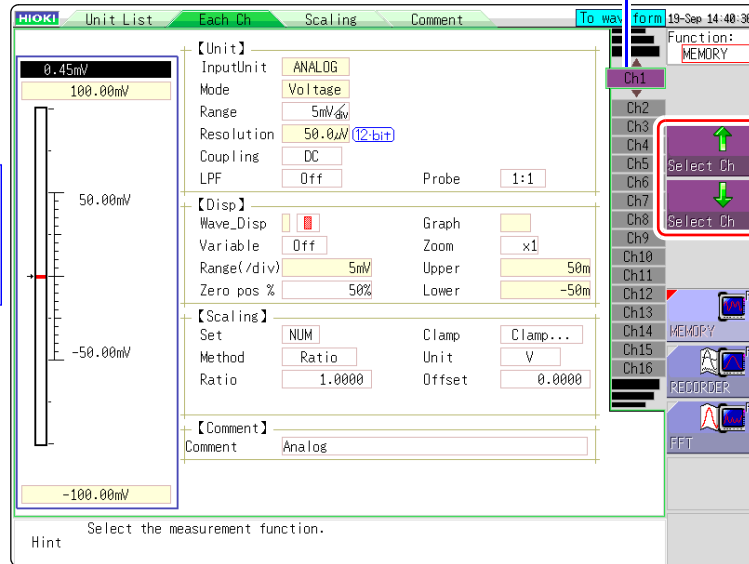 HIOKI Unit List Each Ch Scaling Comment To waveform 19-Sep 14:40:36
Function:
MEMORY
0.45mV
100.00mV
50.00mV
-50.00mV
-100.00mV
【Unit】
InputUnit ANALOG
Mode Voltage
Range 5mV/div
Resolution 50.0uV (12-bit)
Coupling DC
LPF Off Probe 1:1
【Disp】
Wave_Disp Graph
Variable Off Zoom ×1
Range(/div) 5mV Upper 50m
Zero pos % 50% Lower -50m
【Scaling】
Set NUM Clamp Clamp...
Method Ratio Unit V
Ratio 1.0000 Offset 0.0000
【Comment】
Comment Analog
Ch1
Ch2
Ch3
Ch4
Ch5
Ch6
Ch7
Ch8
Ch9
Ch10
Ch11
Ch12
Ch13
Ch14
Ch15
Ch16
Select Ch
Select Ch
MEMORY
RECORDER
FFT
Select the measurement function.
Hint